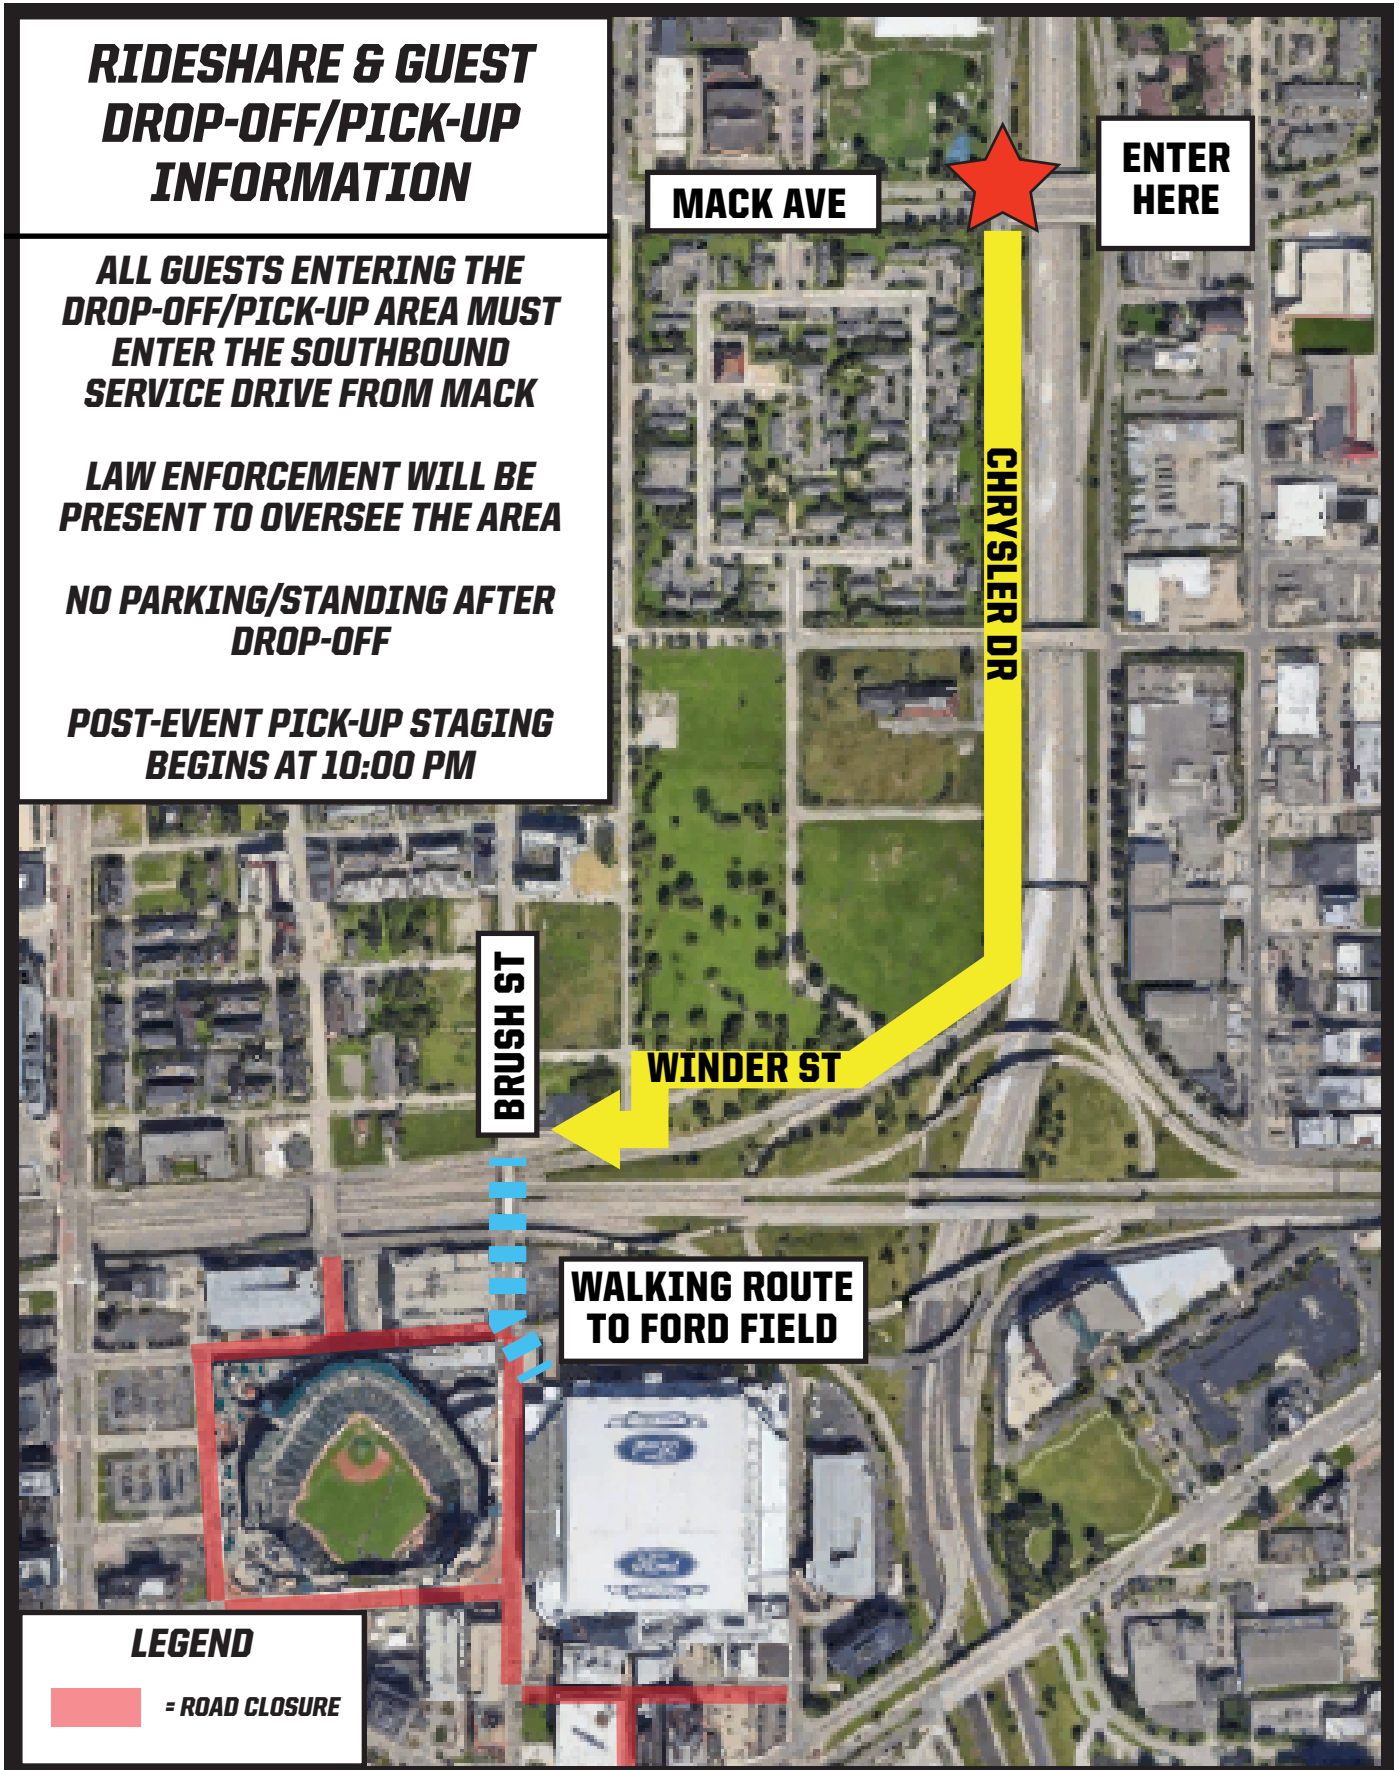 RIDESHARE & GUEST
DROP-OFF/PICK-UP
INFORMATION
ALL GUESTS ENTERING THE
DROP-OFF/PICK-UP AREA MUST
ENTER THE SOUTHBOUND
SERVICE DRIVE FROM MACK
LAW ENFORCEMENT WILL BE
PRESENT TO OVERSEE THE AREA
NO PARKING/STANDING AFTER
DROP-OFF
POST-EVENT PICK-UP STAGING
BEGINS AT 10:00 PM
MACK AVE
ENTER
HERE
CHRYSLER DR
BRUSH ST
WINDER ST
WALKING ROUTE
TO FORD FIELD
LEGEND
= ROAD CLOSURE